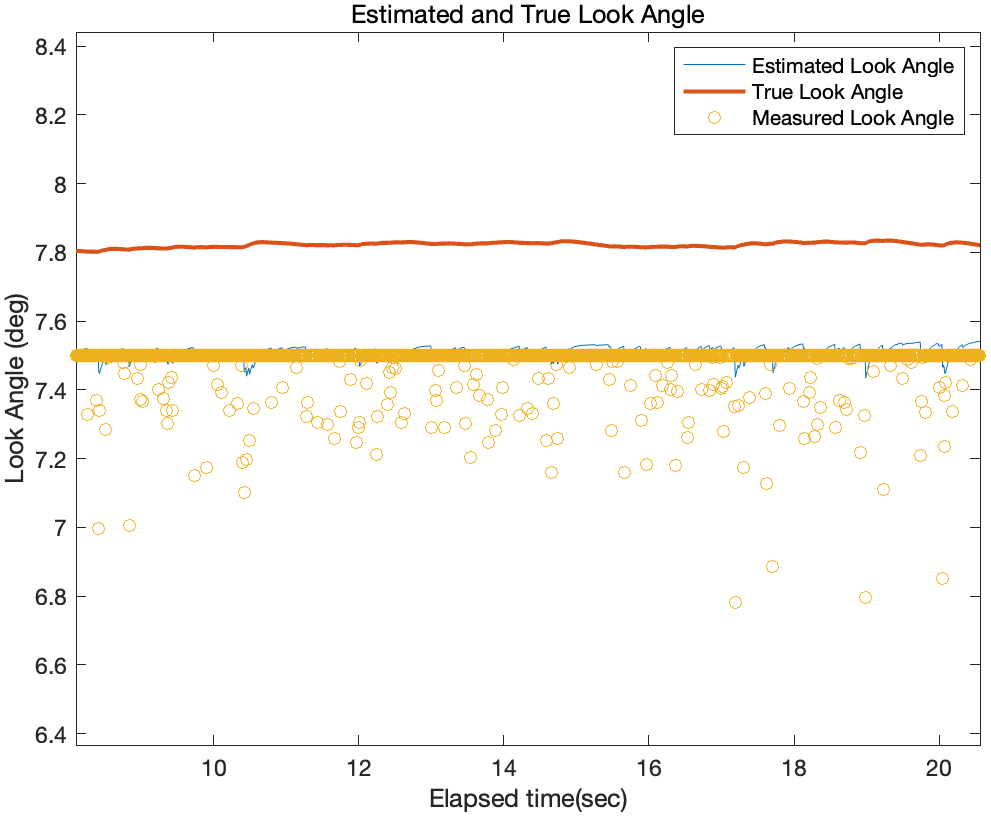 Estimated and True Look Angle
Estimated Look Angle
True Look Angle
Measured Look Angle
Look Angle (deg)
8.4
8.2
8
7.8
7.6
7.4
7.2
7
6.8
6.6
6.4
10
12
14
16
18
20
Elapsed time(sec)